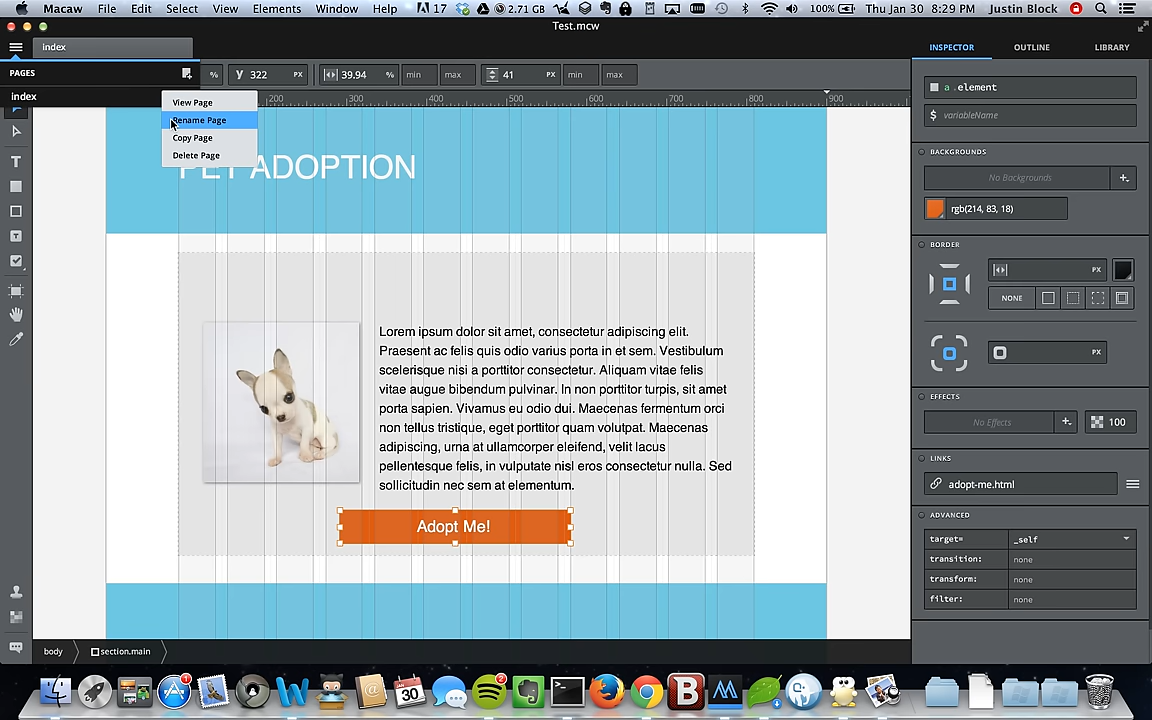 Macaw File Edit Select View Elements Window Help 17 2.71 GB 100% Thu Jan 30 8:29 PM Justin Block
Test.mcw
index
INSPECTOR OUTLINE LIBRARY
PAGES
% Y 322 PX 39.94 % min max 41 PX min max
index
200 300 400 500 600 700 800 900
View Page
Rename Page
Copy Page
Delete Page
PET ADOPTION
Lorem ipsum dolor sit amet, consectetur adipiscing elit.
Praesent ac felis quis odio varius porta in et sem. Vestibulum
scelerisque nisi a porttitor consectetur. Aliquam vitae felis
vitae augue bibendum pulvinar. In non porttitor turpis, sit amet
porta sapien. Vivamus eu odio dui. Maecenas fermentum orci
non tellus tristique, eget porttitor quam volutpat. Maecenas
adipiscing, urna at ullamcorper eleifend, velit lacus
pellentesque felis, in vulputate nisl eros consectetur nulla. Sed
sollicitudin nec sem at elementum.
Adopt Me!
a .element
$ variableName
BACKGROUNDS
No Backgrounds
rgb(214, 83, 18)
BORDER
PX
NONE
PX
EFFECTS
No Effects 100
LINKS
adopt-me.html
ADVANCED
target= _self
transition: none
transform: none
filter: none
body section.main
1 30 2